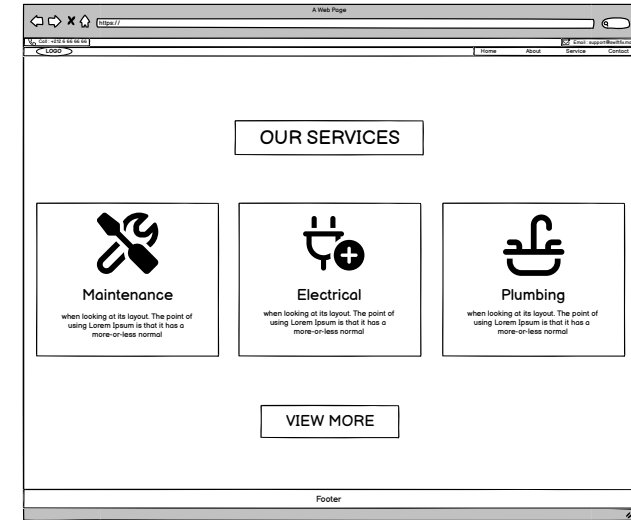 A Web Page
https://
Call : +212 6 66 66 66
Email : support@swiftfix.ma
LOGO
Home About Service Contact
OUR SERVICES
Maintenance Electrical Plumbing
when looking at its layout. The point of
using Lorem Ipsum is that it has a
more-or-less normal
when looking at its layout. The point of
using Lorem Ipsum is that it has a
more-or-less normal
when looking at its layout. The point of
using Lorem Ipsum is that it has a
more-or-less normal
VIEW MORE
Footer